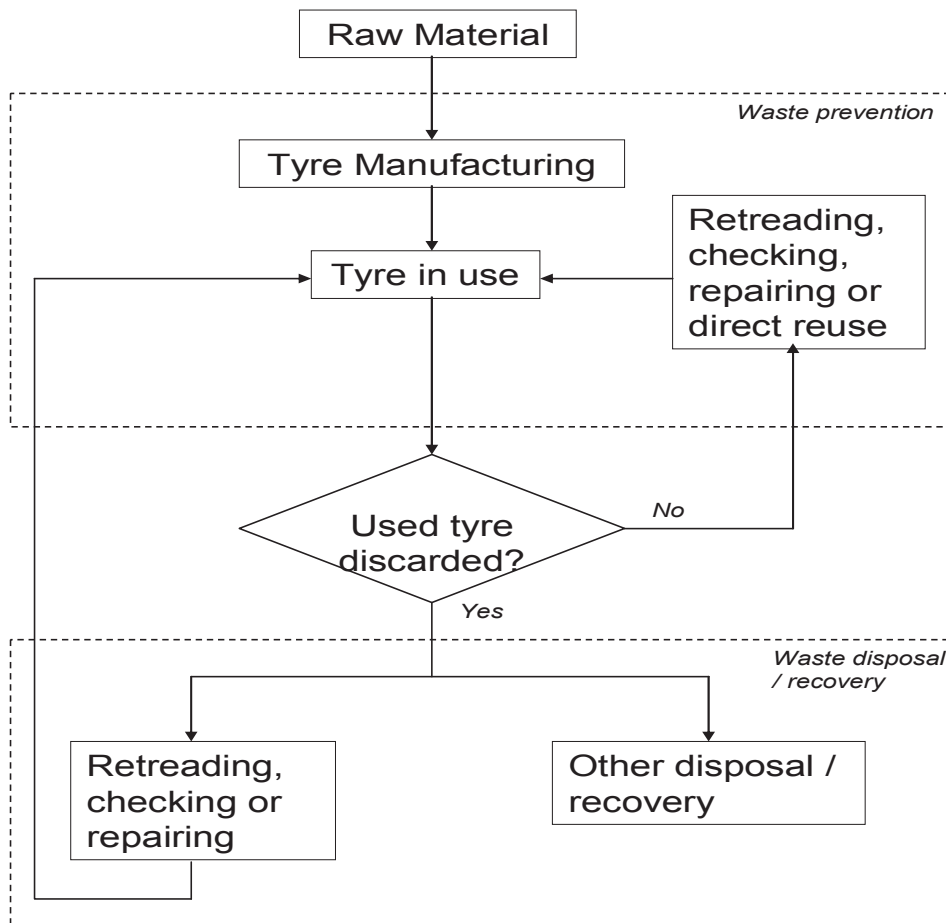 Raw Material
Waste prevention
Tyre Manufacturing
Retreading,
checking,
repairing or
direct reuse
Tyre in use
Used tyre
discarded?
No
Yes
Waste disposal
/ recovery
Retreading,
checking or
repairing
Other disposal /
recovery